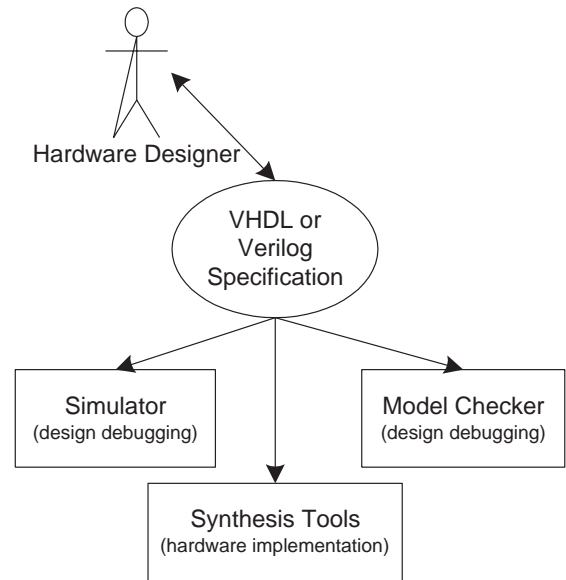 Hardware Designer
VHDL or
Verilog
Specification
Simulator
(design debugging)
Model Checker
(design debugging)
Synthesis Tools
(hardware implementation)